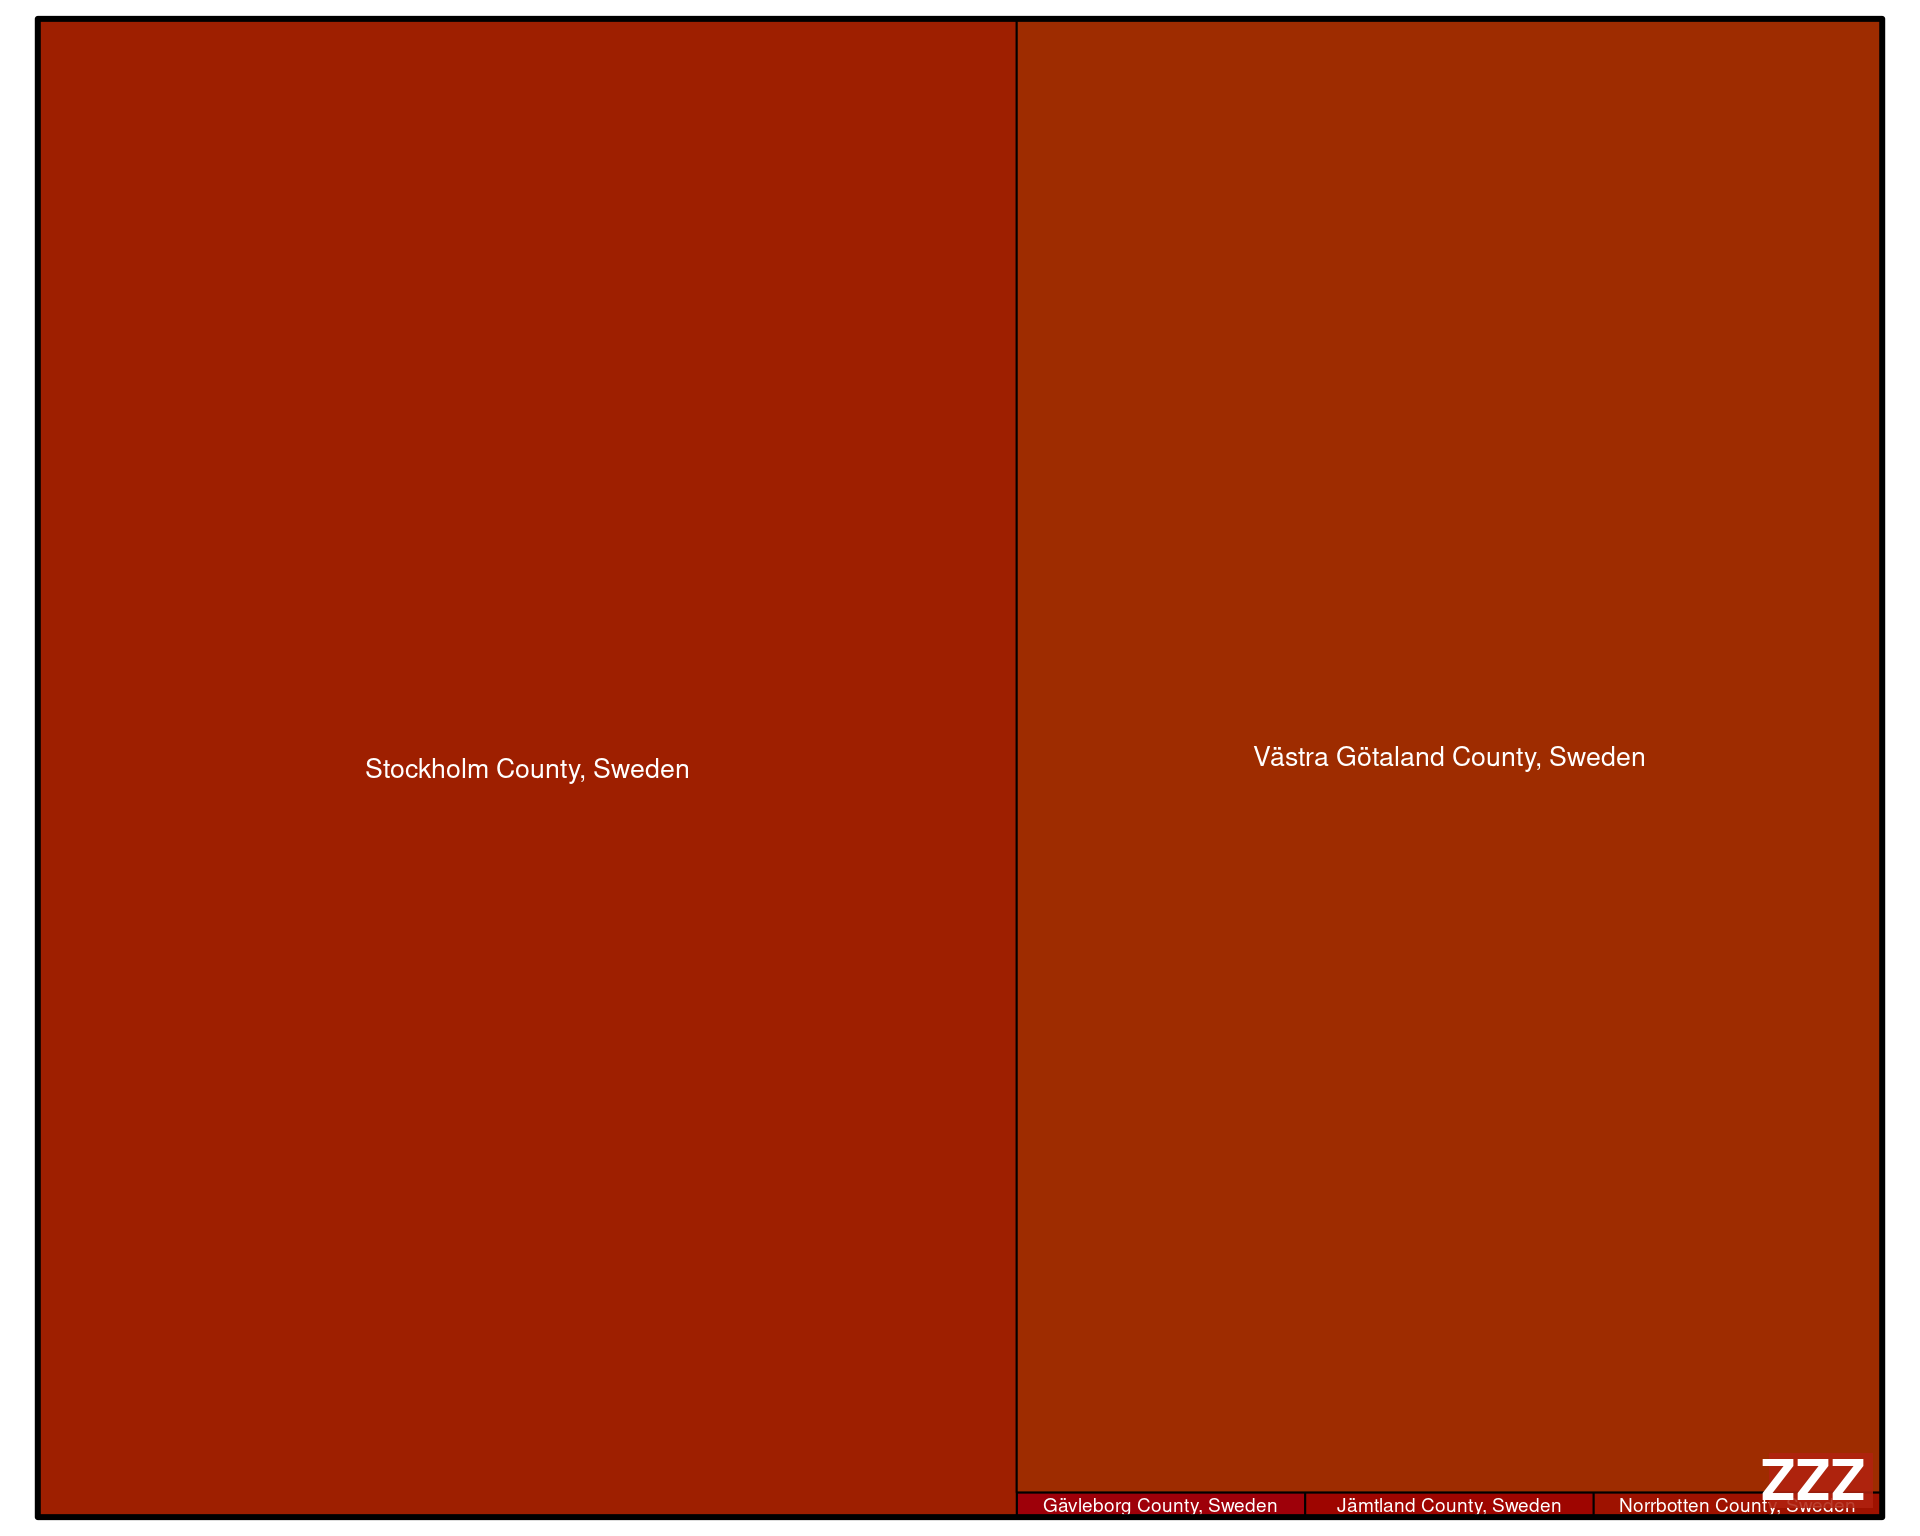 Stockholm County, Sweden
Västra Götaland County, Sweden
Gävleborg County, Sweden
Jämtland County, Sweden
Norrbotten County, Sweden
ZZZ